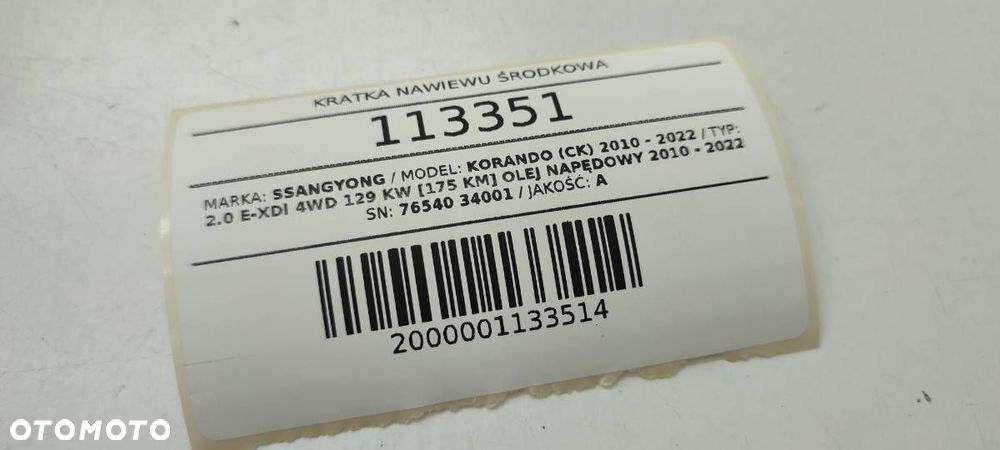 KRATKA NAWIEWU ŚRODKOWA
113351
MARKA: SSANGYONG / MODEL: KORANDO (CK) 2010 - 2022 / TYP:
2.0 E-XDI 4WD 129 KW [175 KM] OLEJ NAPĘDOWY 2010 - 2022
SN: 76540 34001 / JAKOŚĆ: A
2000001133514
OTOMOTO